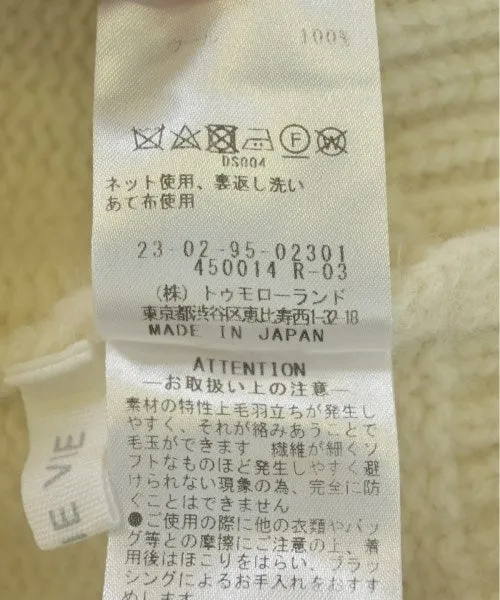 100%
F
W
DS004
ネット使用、裏返し洗い
あて布使用
23-02-95-02301
450014 R-03
(株) トゥモローランド
東京都渋谷区恵比寿西1-32-18
MADE IN JAPAN
ATTENTION
―お取扱い上の注意―
素材の特性上毛羽立ちが発生し
やすく、それが絡みあうことで
毛玉ができます 繊維が細くソ
フトなものほど発生しやすく避
けられない現象の為、完全に防
ぐことはできません
●ご使用の際に他の衣類やバッ
グ等との摩擦にご注意の上、着
用後はほこりをはらい、ブラッ
シングによるお手入れをおすす
めします
IE VIE